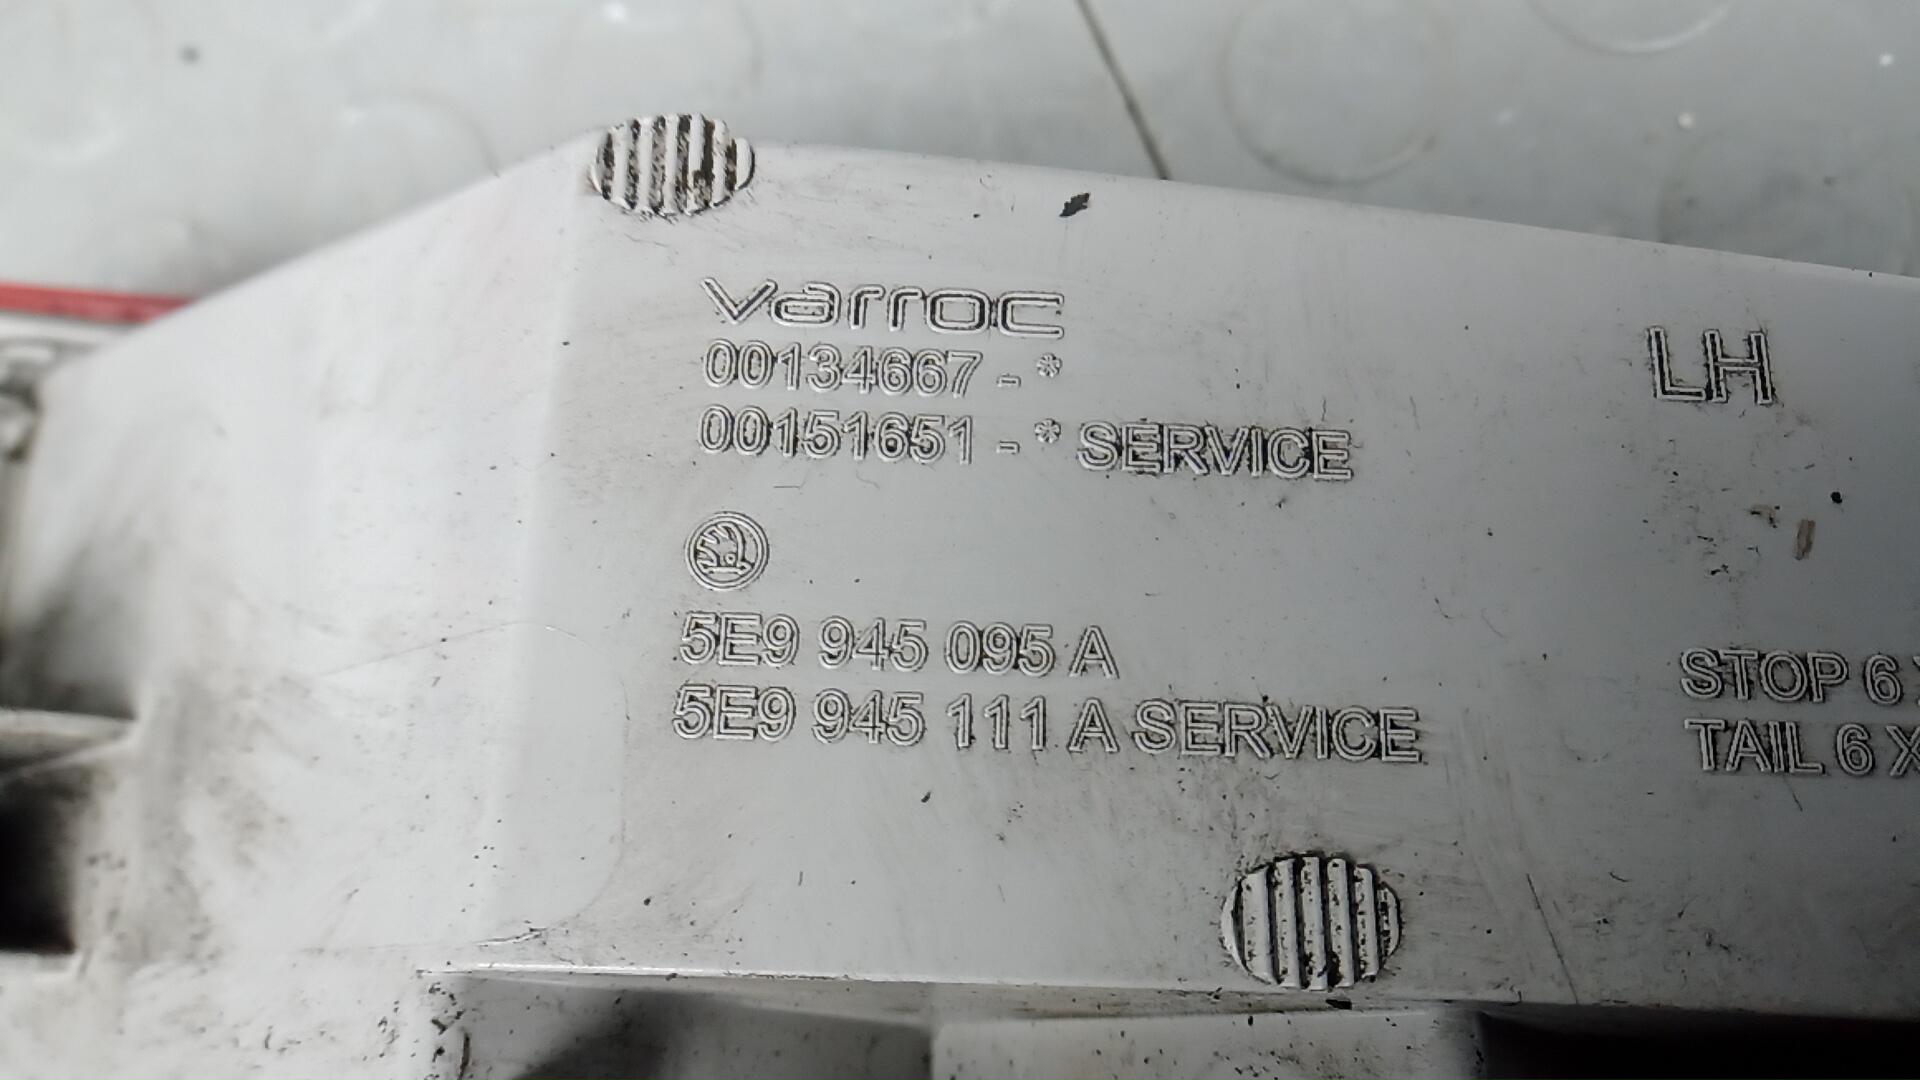 varroc
00134667 - *
00151651 - * SERVICE
LH
5E9 945 095 A
5E9 945 111 A SERVICE
STOP 6
TAIL 6 X